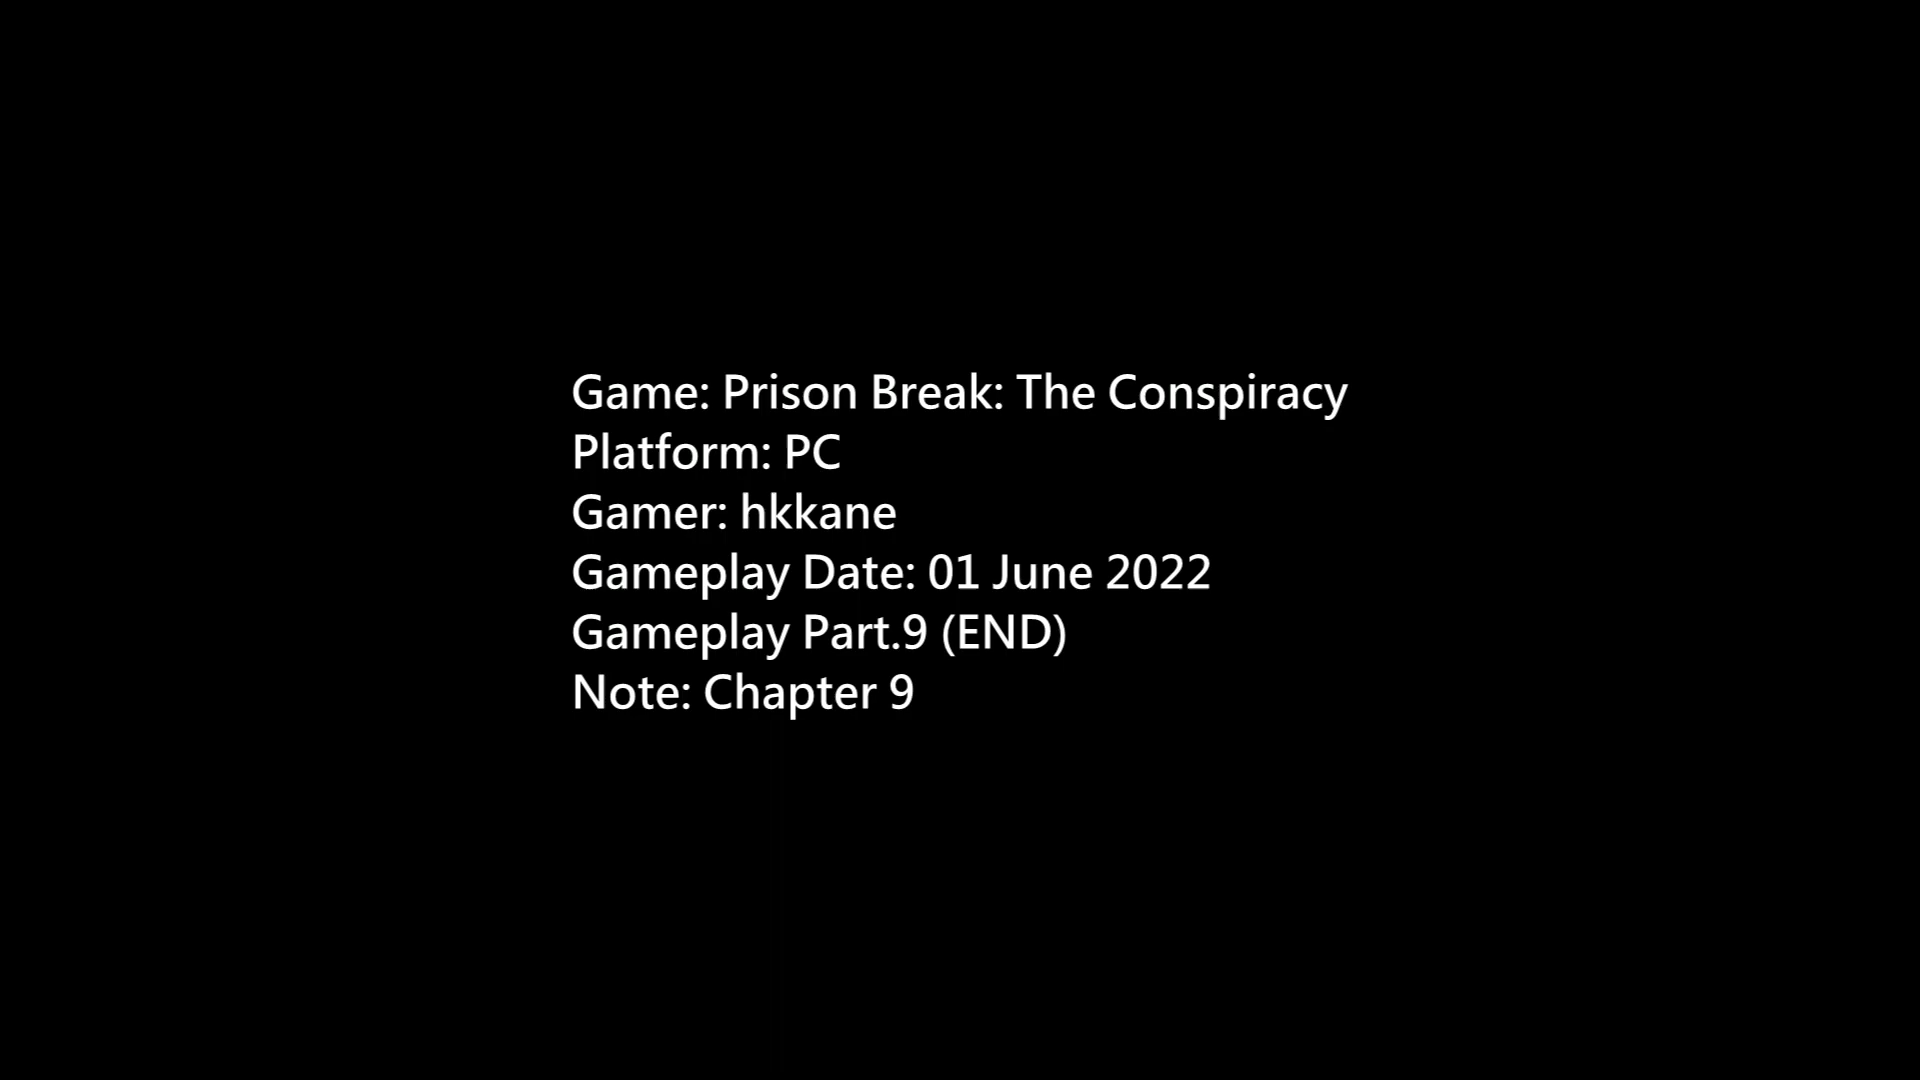 Game: Prison Break: The Conspiracy
Platform: PC
Gamer: hkkane
Gameplay Date: 01 June 2022
Gameplay Part.9 (END)
Note: Chapter 9